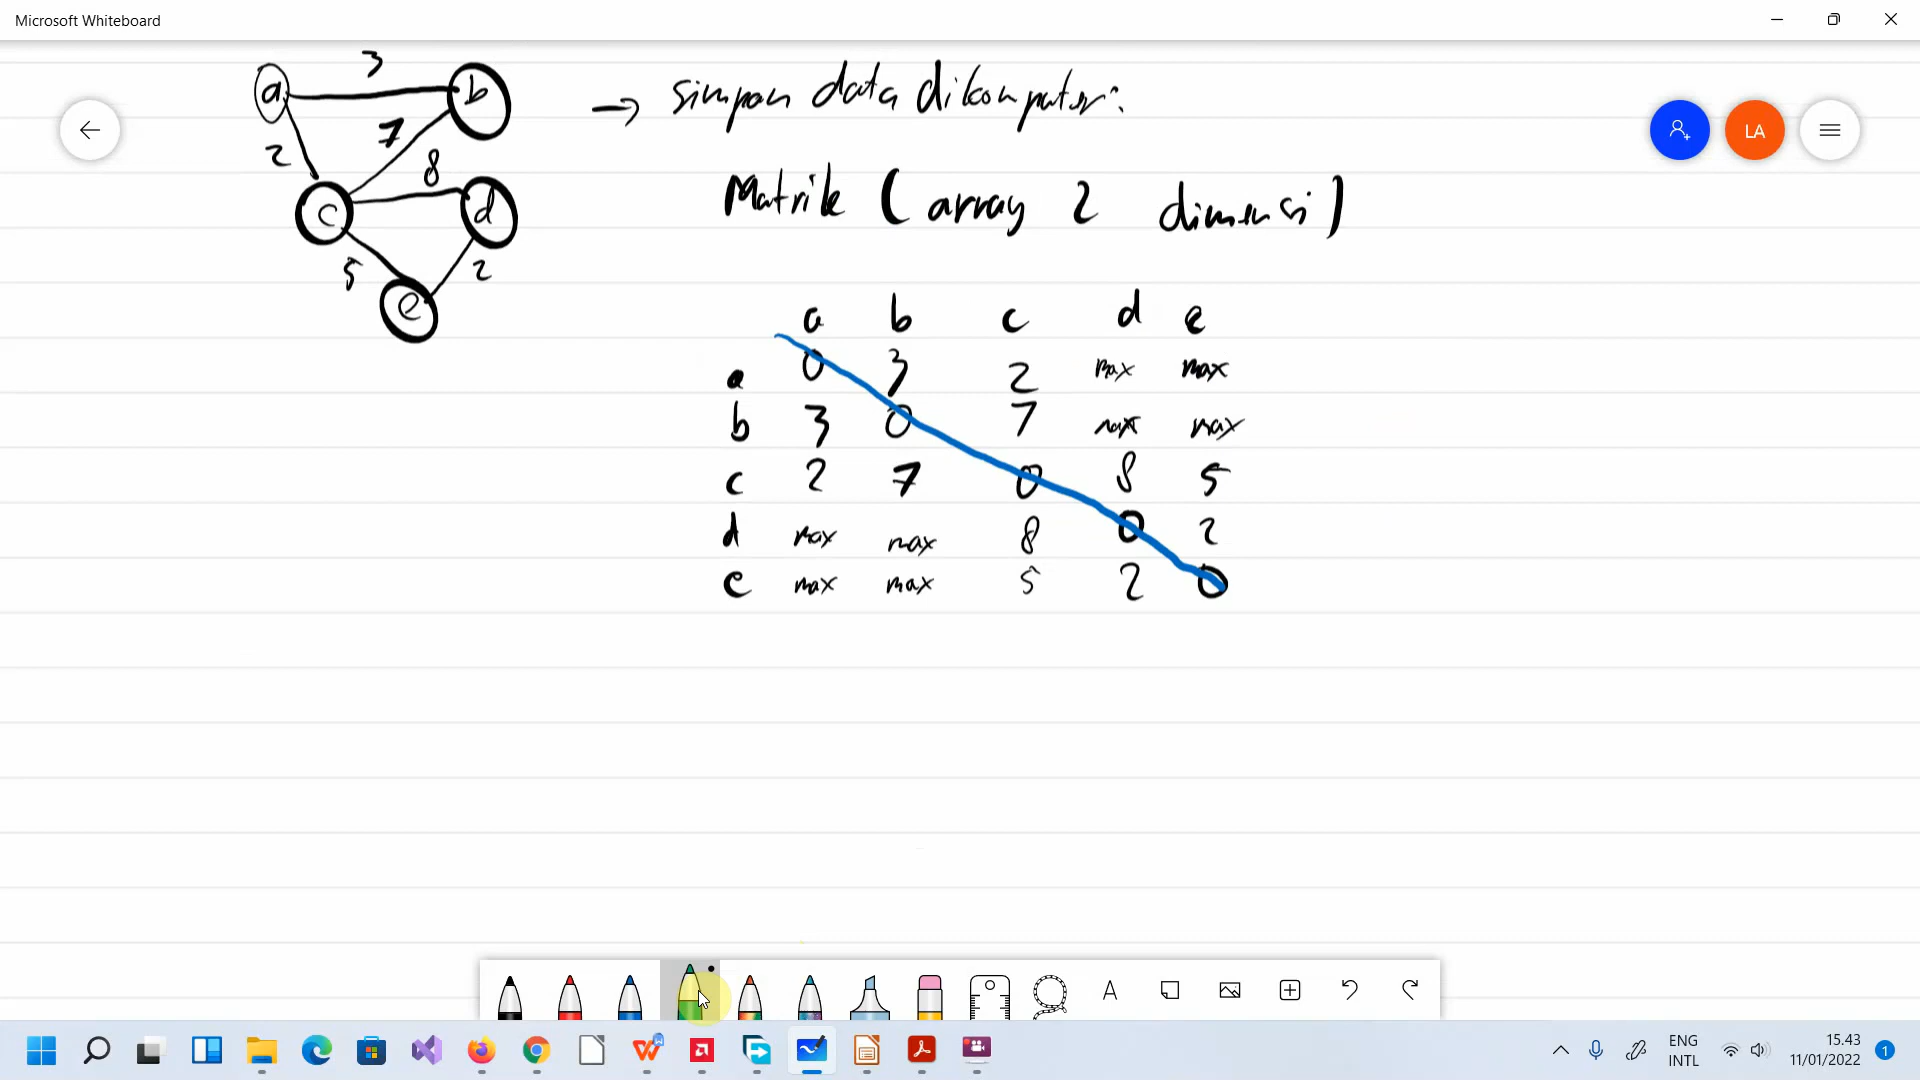 Microsoft Whiteboard
a 3 b
→ simpan data dikomputer:
7
2 8
LA
c d
Matrik (array 2 dimensi)
5 2
e
a b c d e
a 0 3 2 max max
b 3 0 7 max max
c 2 7 0 8 5
d max max 8 0 2
e max max 5 2 0
A
ENG
INTL
15.43
11/01/2022
1